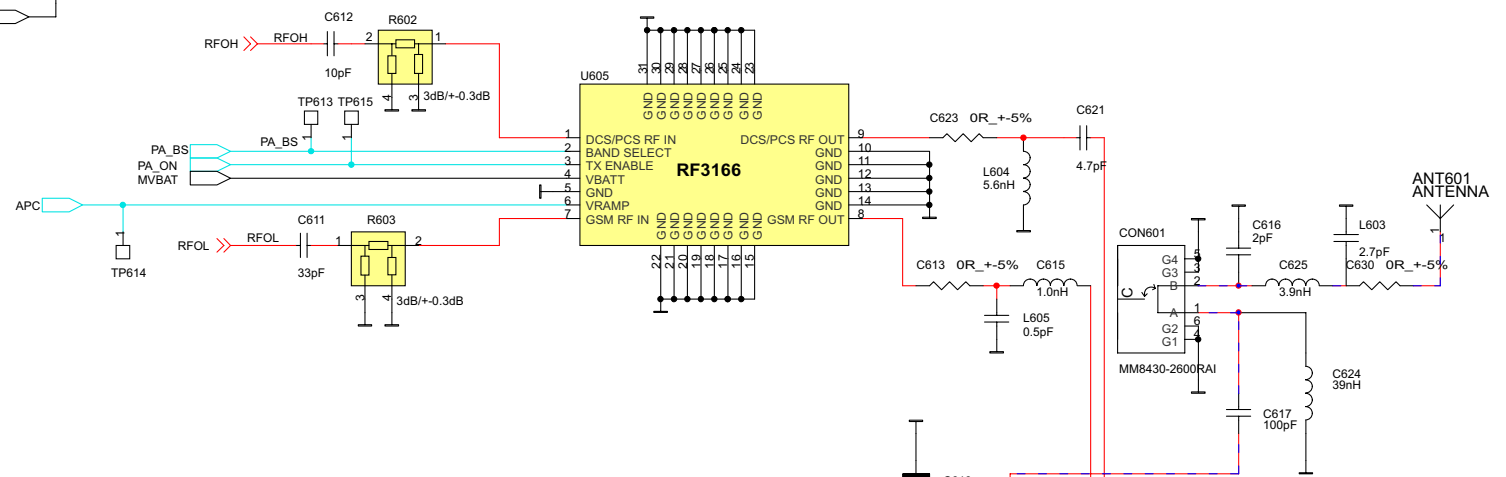 C612
R602
RFOH
RFOH
2
1
10pF
4
3
3dB/+-0.3dB
TP613
TP615
1
1
PA_BS
PA_BS
PA_ON
MVBAT
APC
1
TP614
C611
R603
RFOL
RFOL
1
2
33pF
3
4
3dB/+-0.3dB
U605
31
30
29
28
27
26
25
24
23
GND
GND
GND
GND
GND
GND
GND
GND
GND
1
DCS/PCS RF IN
DCS/PCS RF OUT
9
2
BAND SELECT
GND
10
3
TX ENABLE
GND
11
4
VBATT
GND
12
5
GND
GND
13
6
VRAMP
GND
14
7
GSM RF IN
GSM RF OUT
8
RF3166
GND
GND
GND
GND
GND
GND
GND
GND
22
21
20
19
18
17
16
15
C623
0R_+-5%
C621
4.7pF
L604
5.6nH
C613
0R_+-5%
C615
1.0nH
L605
0.5pF
CON601
G4
5
G3
3
B
2
C
A
1
G2
6
G1
4
MM8430-2600RAI
C616
2pF
L603
2.7pF
C625
3.9nH
C630
0R_+-5%
ANT601
ANTENNA
1
1
C617
100pF
C624
39nH